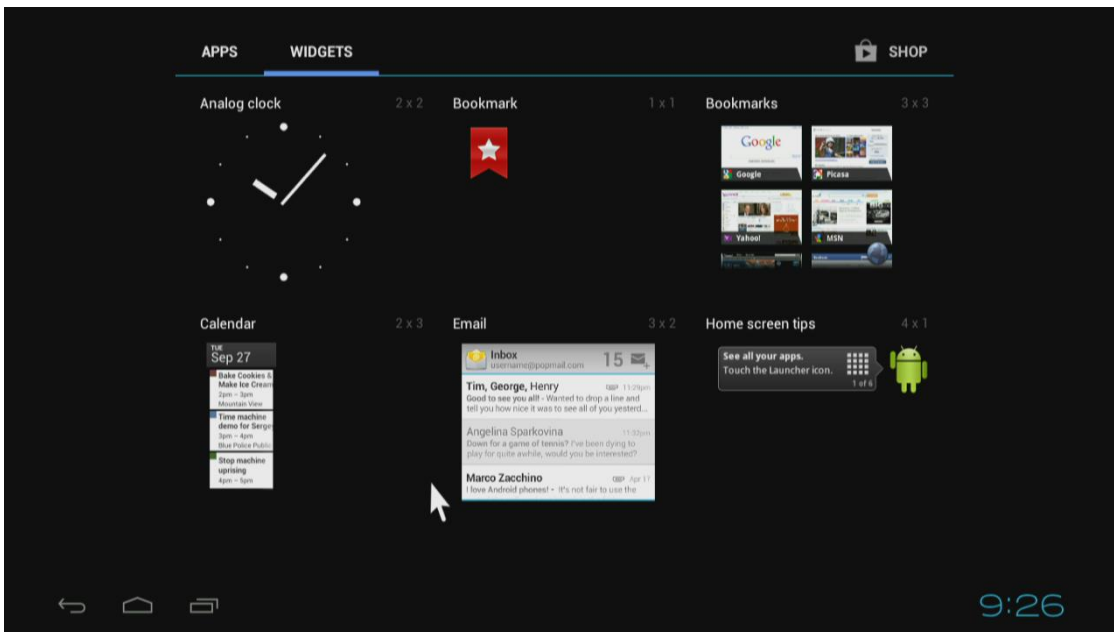 APPS
WIDGETS
SHOP
Analog clock
2 x 2
Bookmark
1 x 1
Bookmarks
3 x 3
Google
Google
Picasa
Yahoo!
MSN
Calendar
2 x 3
Email
3 x 2
Home screen tips
4 x 1
TUE
Sep 27
Bake Cookies &
Make Ice Cream
2pm – 3pm
Mountain View
Time machine
demo for Serge
3pm – 4pm
Blue Police Public
Stop machine
uprising
4pm – 5pm
Inbox
username@popmail.com
15
Tim, George, Henry
11:29pm
Good to see you all! - Wanted to drop a line and
tell you how nice it was to see all of you yesterd...
Angelina Sparkovina
11:32pm
Down for a game of tennis? I've been dying to
play for quite awhile, would you be interested?
Marco Zacchino
Apr 17
I love Android phones! - It's not fair to use the
See all your apps.
Touch the Launcher icon.
1 of 6
9:26